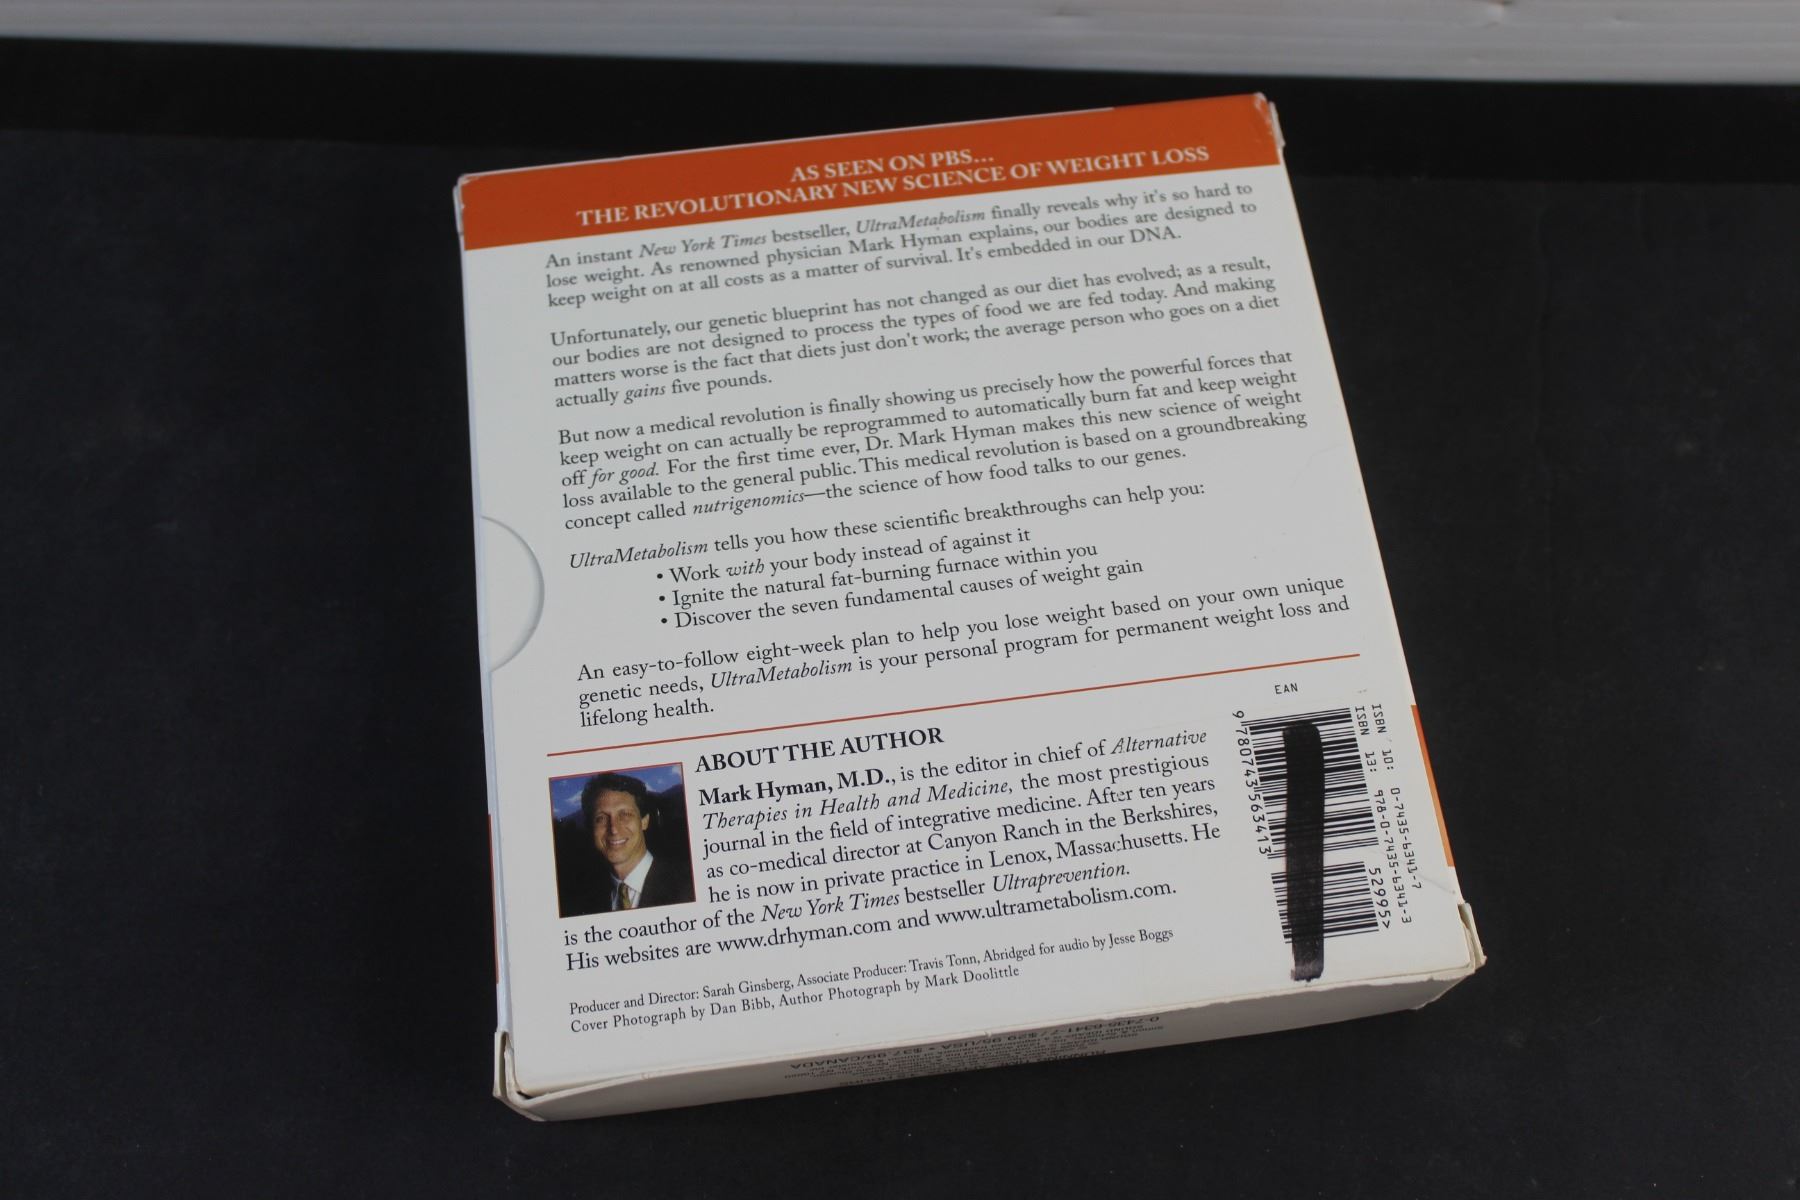 AS SEEN ON PBS...
THE REVOLUTIONARY NEW SCIENCE OF WEIGHT LOSS
An instant New York Times bestseller, UltraMetabolism finally reveals why it's so hard to
lose weight. As renowned physician Mark Hyman explains, our bodies are designed to
keep weight on at all costs as a matter of survival. It's embedded in our DNA.
Unfortunately, our genetic blueprint has not changed as our diet has evolved; as a result,
our bodies are not designed to process the types of food we are fed today. And making
matters worse is the fact that diets just don't work; the average person who goes on a diet
actually gains five pounds.
But now a medical revolution is finally showing us precisely how the powerful forces that
keep weight on can actually be reprogrammed to automatically burn fat and keep weight
off for good. For the first time ever, Dr. Mark Hyman makes this new science of weight
loss available to the general public. This medical revolution is based on a groundbreaking
concept called nutrigenomics—the science of how food talks to our genes.
UltraMetabolism tells you how these scientific breakthroughs can help you:
• Work with your body instead of against it
• Ignite the natural fat-burning furnace within you
• Discover the seven fundamental causes of weight gain
An easy-to-follow eight-week plan to help you lose weight based on your own unique
genetic needs, UltraMetabolism is your personal program for permanent weight loss and
lifelong health.
ABOUT THE AUTHOR
Mark Hyman, M.D., is the editor in chief of Alternative
Therapies in Health and Medicine, the most prestigious
journal in the field of integrative medicine. After ten years
as co-medical director at Canyon Ranch in the Berkshires,
he is now in private practice in Lenox, Massachusetts. He
is the coauthor of the New York Times bestseller Ultraprevention.
His websites are www.drhyman.com and www.ultrametabolism.com.
Producer and Director: Sarah Ginsberg, Associate Producer: Travis Tonn, Abridged for audio by Jesse Boggs
Cover Photograph by Dan Bibb, Author Photograph by Mark Doolittle
EAN
9 780743 563413
52995>
ISBN 13: 978-0-7435-6341-3
ISBN 10: 0-7435-6341-7
0-7435-6341-7 / $29.95/USA • $37.99/CANADA